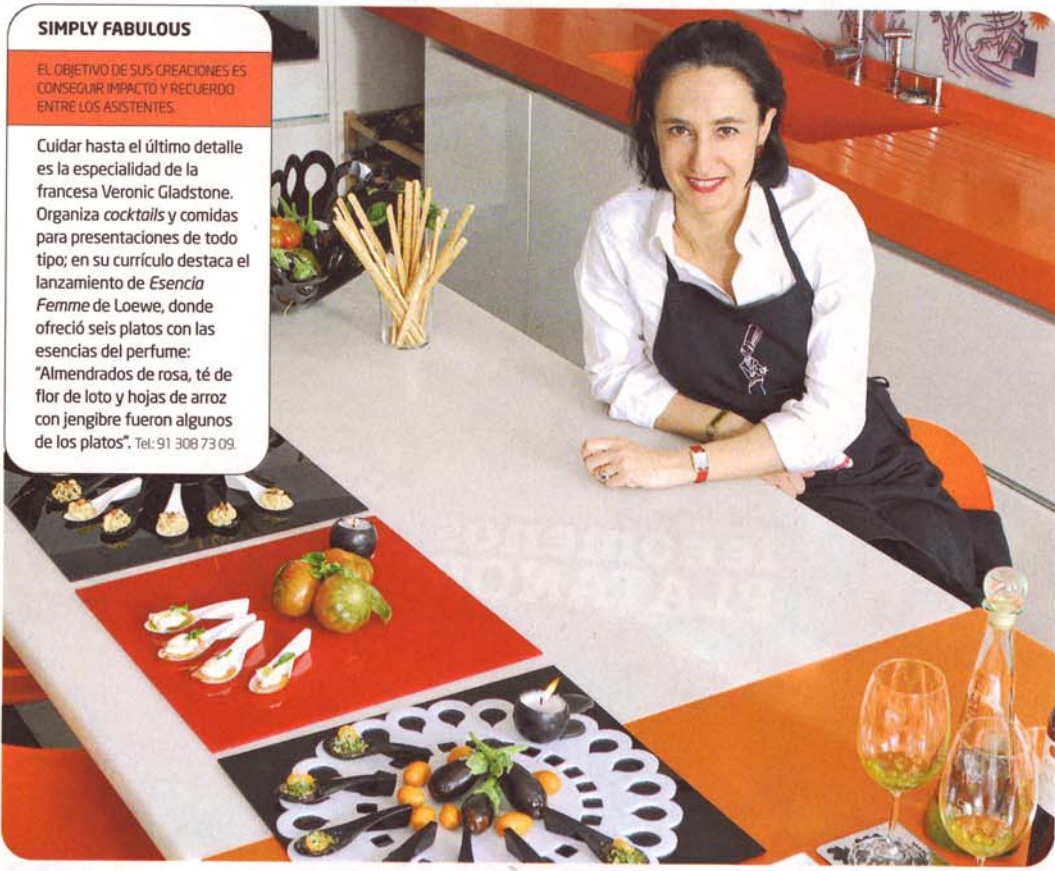 SIMPLY FABULOUS
EL OBJETIVO DE SUS CREACIONES ES
CONSEGUIR IMPACTO Y RECUERDO
ENTRE LOS ASISTENTES.
Cuidar hasta el último detalle
es la especialidad de la
francesa Veronic Gladstone.
Organiza cocktails y comidas
para presentaciones de todo
tipo; en su currículo destaca el
lanzamiento de Esencia
Femme de Loewe, donde
ofreció seis platos con las
esencias del perfume:
"Almendrados de rosa, té de
flor de loto y hojas de arroz
con jengibre fueron algunos
de los platos". Tel.: 91 308 73 09.